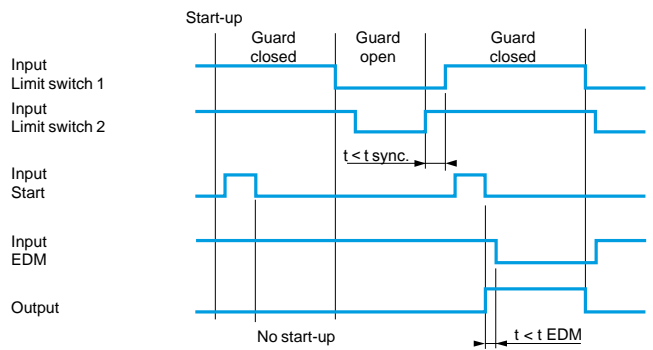 Start-up
Guard
closed
Guard
open
Guard
closed
Input
Limit switch 1
Input
Limit switch 2
t < t sync.
Input
Start
Input
EDM
Output
No start-up
t < t EDM